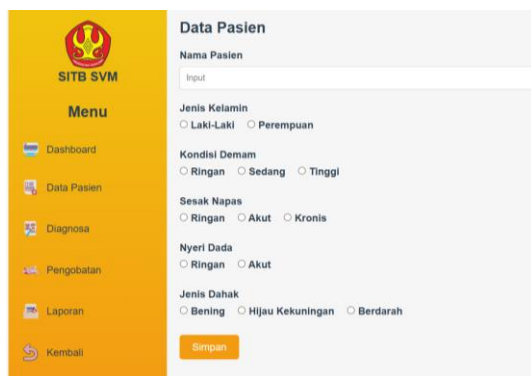 SITB SVM
Menu
Dashboard
Data Pasien
Diagnosa
Pengobatan
Laporan
Kembali
Data Pasien
Nama Pasien
Input
Jenis Kelamin
Laki-Laki Perempuan
Kondisi Demam
Ringan Sedang Tinggi
Sesak Napas
Ringan Akut Kronis
Nyeri Dada
Ringan Akut
Jenis Dahak
Bening Hijau Kekuningan Berdarah
Simpan